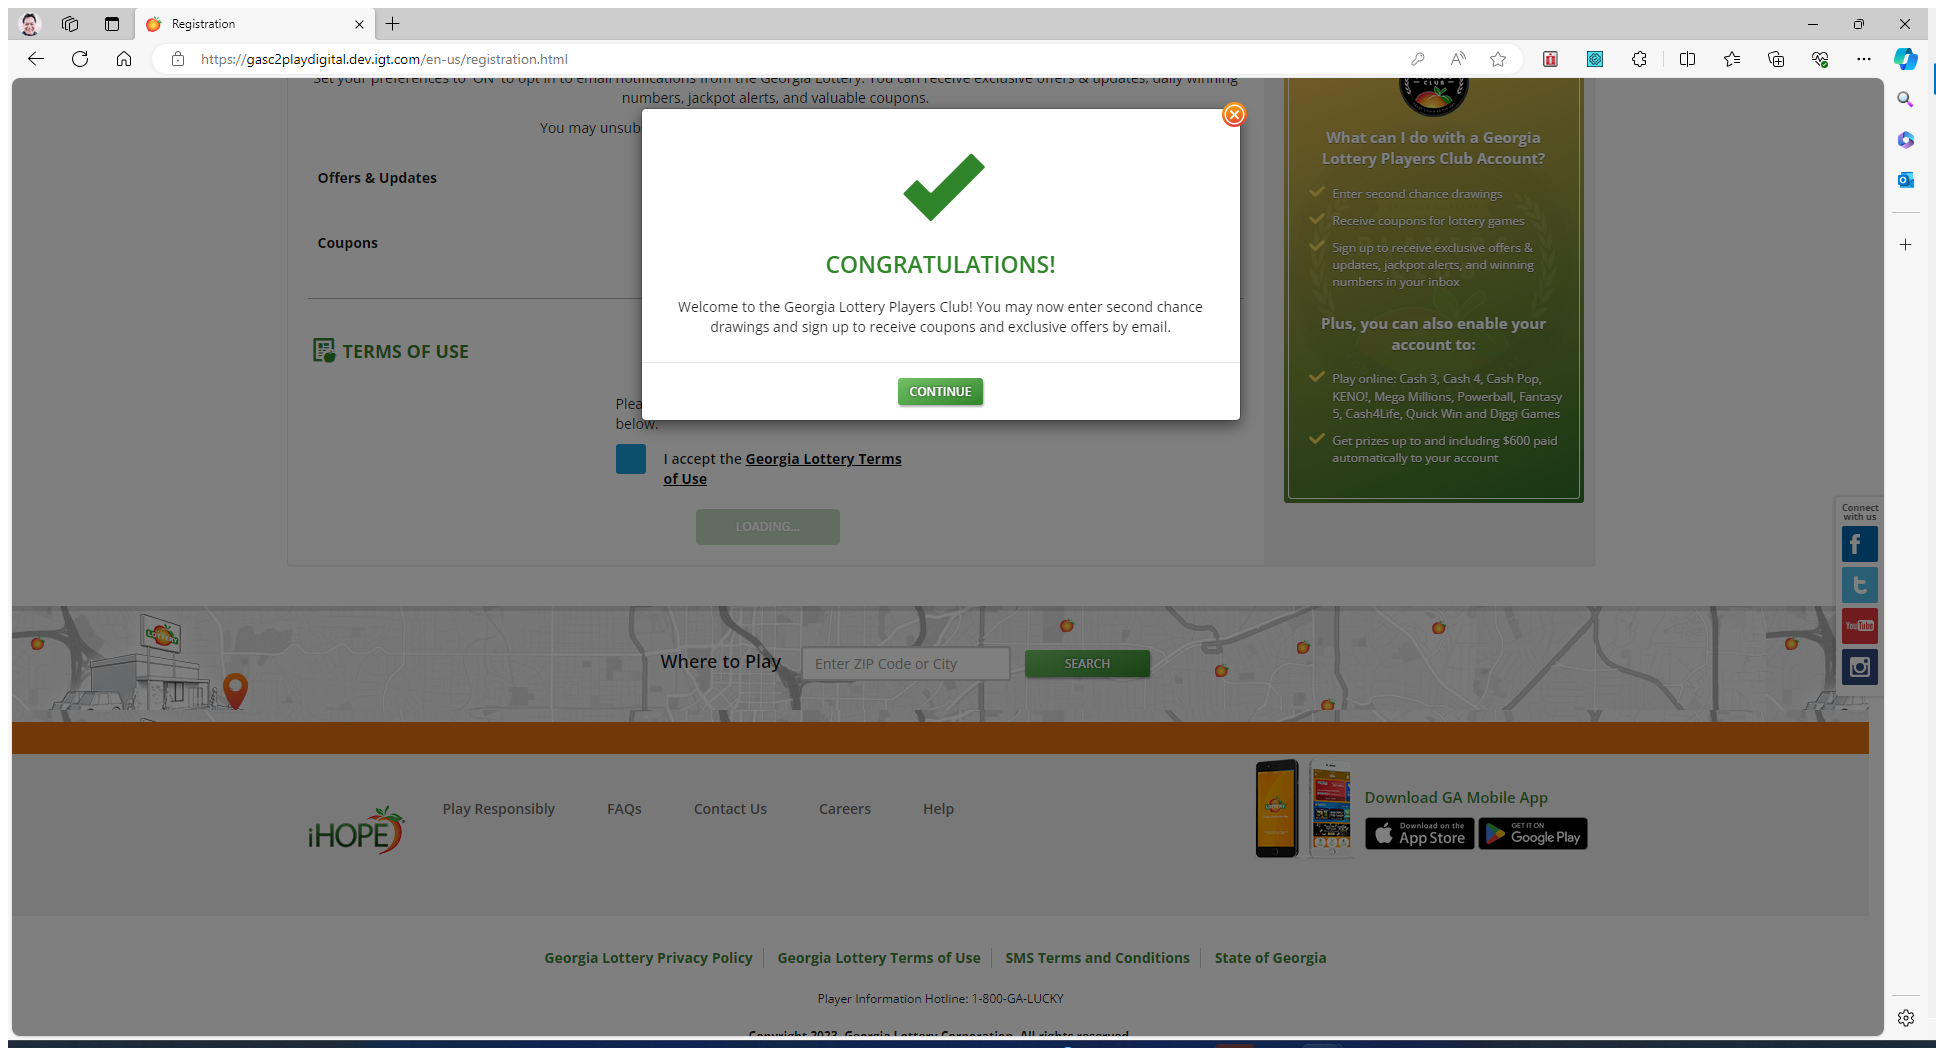 Registration
https://gasc2playdigital.dev.igt.com/en-us/registration.html
Set your preferences to 'ON' to opt in to email notifications from the Georgia Lottery. You can receive exclusive offers & updates, daily winning
numbers, jackpot alerts, and valuable coupons.
You may unsub
Offers & Updates
Coupons
TERMS OF USE
Plea
below.
I accept the Georgia Lottery Terms
of Use
LOADING...
CONGRATULATIONS!
Welcome to the Georgia Lottery Players Club! You may now enter second chance
drawings and sign up to receive coupons and exclusive offers by email.
CONTINUE
CLUB
What can I do with a Georgia
Lottery Players Club Account?
Enter second chance drawings
Receive coupons for lottery games
Sign up to receive exclusive offers &
updates, jackpot alerts, and winning
numbers in your inbox
Plus, you can also enable your
account to:
Play online: Cash 3, Cash 4, Cash Pop,
KENO!, Mega Millions, Powerball, Fantasy
5, Cash4Life, Quick Win and Diggi Games
Get prizes up to and including $600 paid
automatically to your account
Connect
with us
YouTube
LOTTERY
Where to Play
Enter ZIP Code or City
SEARCH
iHOPE
Play Responsibly
FAQs
Contact Us
Careers
Help
Download GA Mobile App
Download on the
App Store
GET IT ON
Google Play
Georgia Lottery Privacy Policy
Georgia Lottery Terms of Use
SMS Terms and Conditions
State of Georgia
Player Information Hotline: 1-800-GA-LUCKY
Copyright 2023. Georgia Lottery Corporation. All rights reserved.